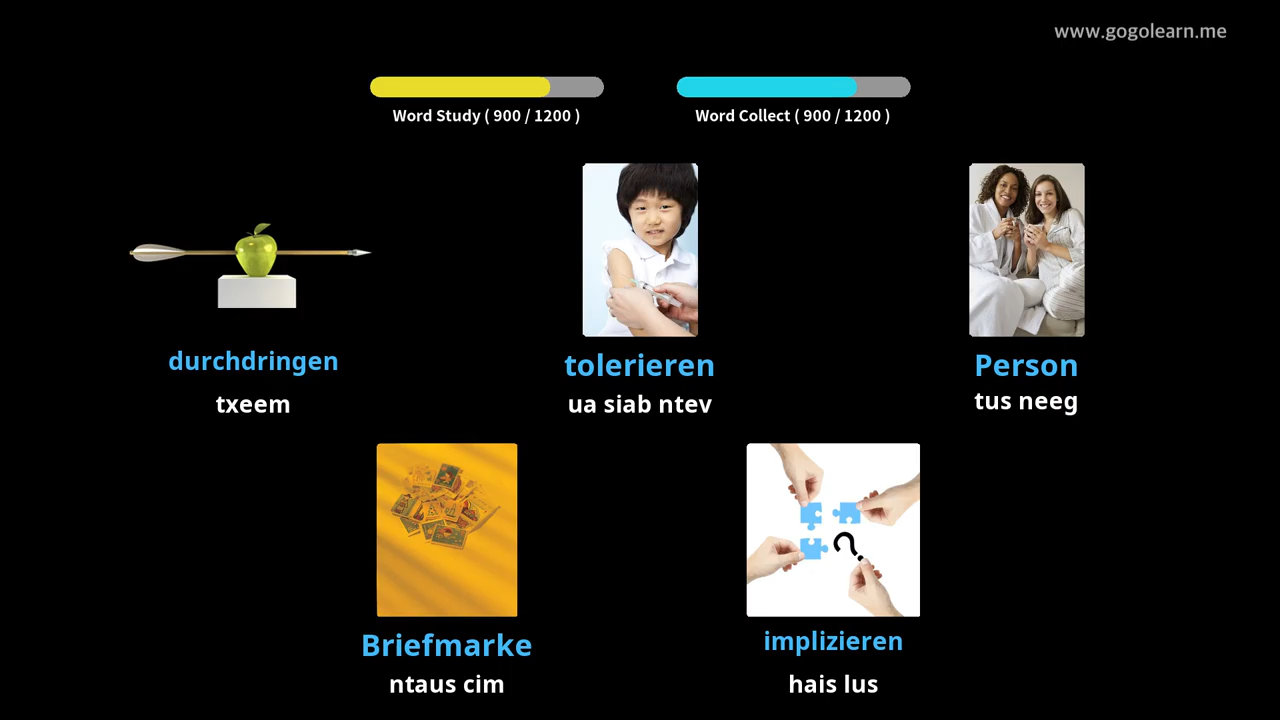 www.gogolearn.me
Word Study ( 900 / 1200 )
Word Collect ( 900 / 1200 )
durchdringen
txeem
tolerieren
ua siab ntev
Person
tus neeg
Briefmarke
ntaus cim
implizieren
hais lus
?